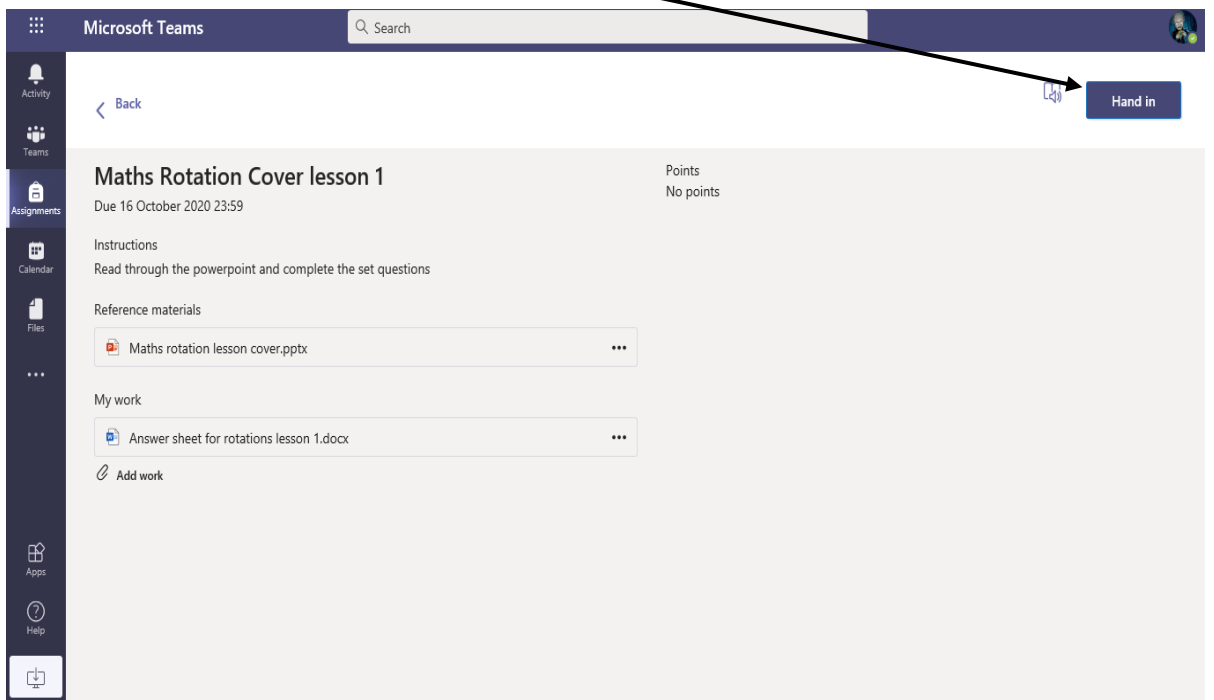 Microsoft Teams
Search
Activity
Teams
Assignments
Calendar
Files
Apps
Help
Back
Hand in
Maths Rotation Cover lesson 1
Due 16 October 2020 23:59
Instructions
Read through the powerpoint and complete the set questions
Reference materials
Maths rotation lesson cover.pptx
My work
Answer sheet for rotations lesson 1.docx
Add work
Points
No points